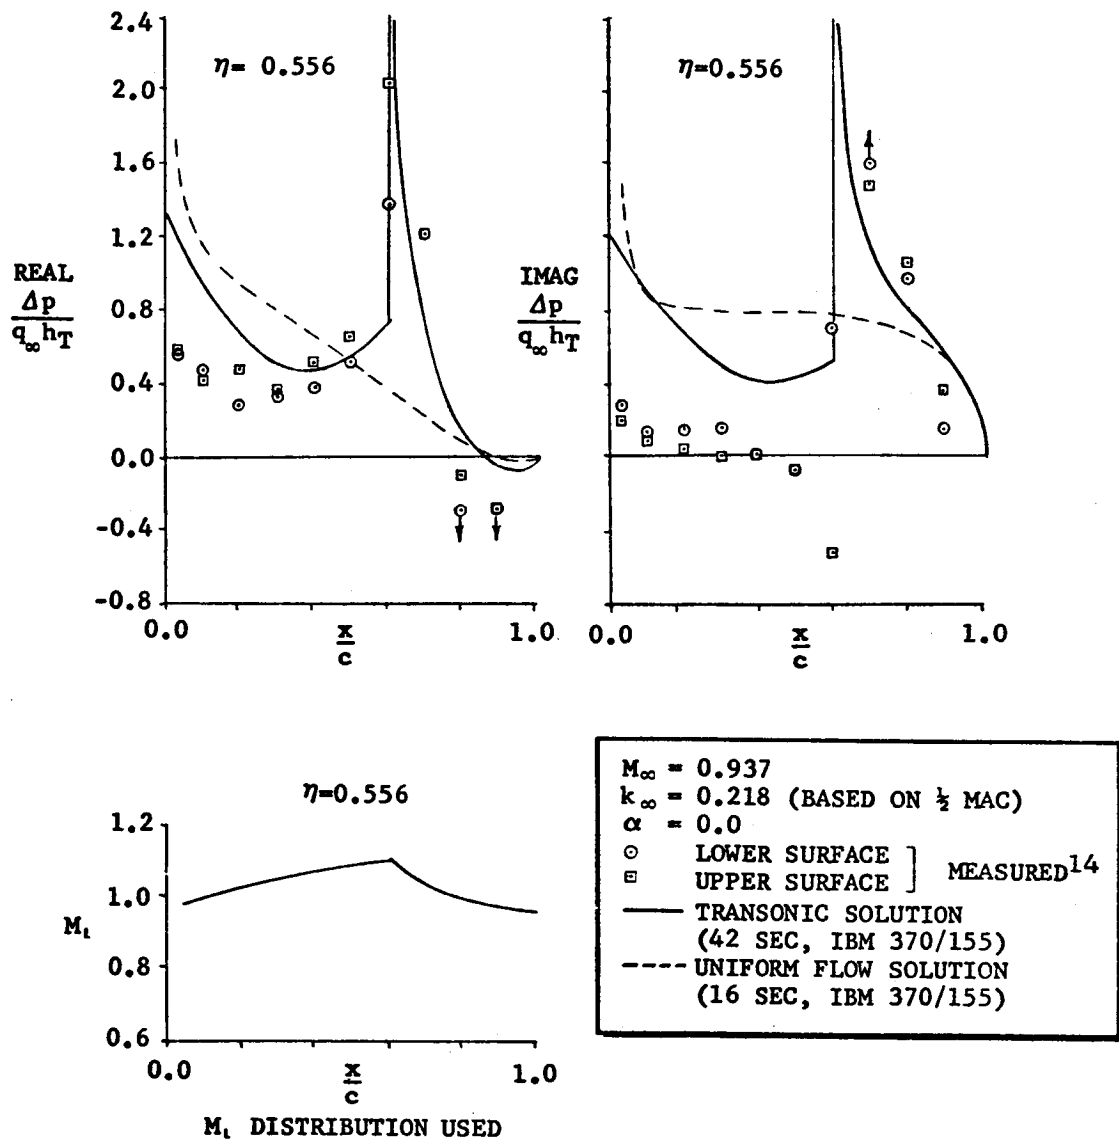 2.4
2.0
1.6
1.2
0.8
0.4
0.0
-0.4
-0.8
REAL
Δp
q∞hT
η= 0.556
0.0
x
c
1.0
IMAG
Δp
q∞hT
η=0.556
0.0
x
c
1.0
η=0.556
1.2
1.0
0.8
0.6
Mι
0.0
x
c
1.0
Mι DISTRIBUTION USED
M∞ = 0.937
k∞ = 0.218 (BASED ON ½ MAC)
α = 0.0
LOWER SURFACE
UPPER SURFACE
] MEASURED14
TRANSONIC SOLUTION
(42 SEC, IBM 370/155)
UNIFORM FLOW SOLUTION
(16 SEC, IBM 370/155)